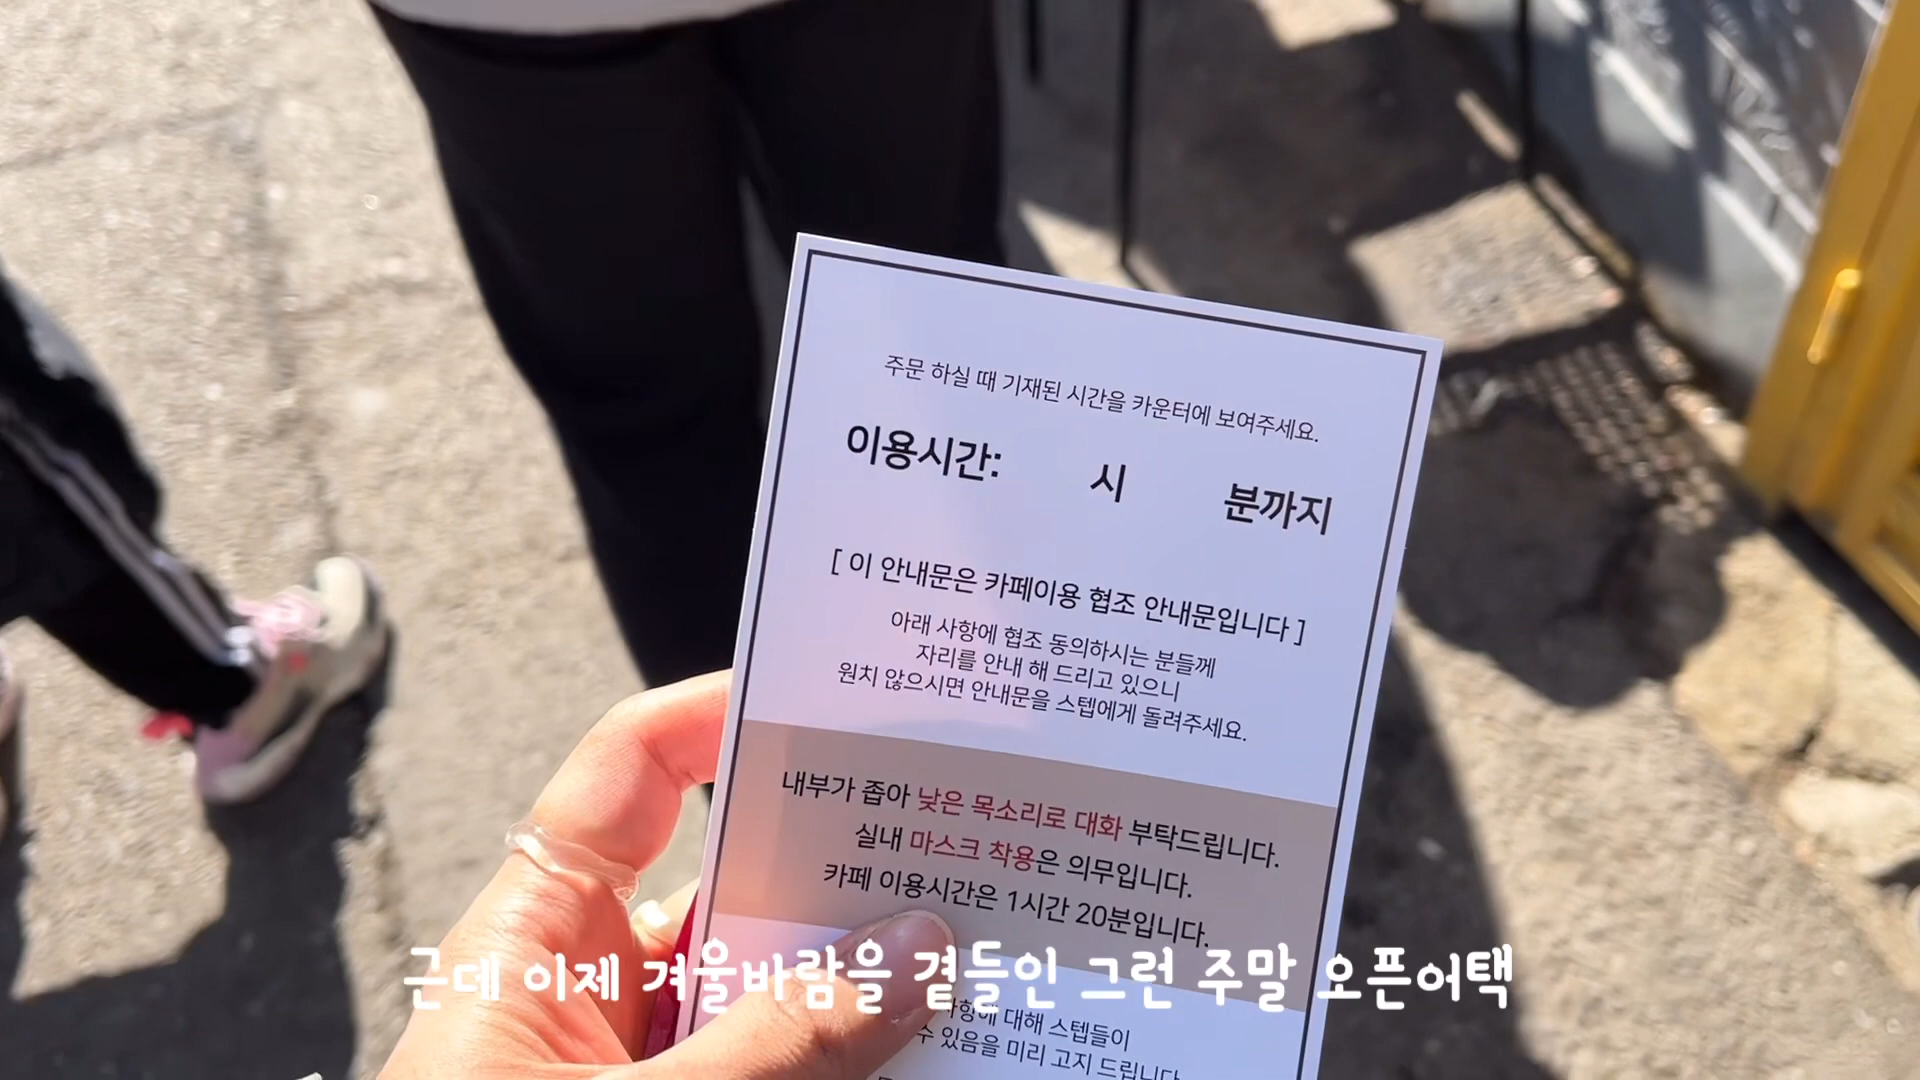 주문 하실 때 기재된 시간을 카운터에 보여주세요.
이용시간: 시 분까지
[ 이 안내문은 카페이용 협조 안내문입니다 ]
아래 사항에 협조 동의하시는 분들께
자리를 안내 해 드리고 있으니
원치 않으시면 안내문을 스텝에게 돌려주세요.
내부가 좁아 낮은 목소리로 대화 부탁드립니다.
실내 마스크 착용은 의무입니다.
카페 이용시간은 1시간 20분입니다.
대해 스텝들이
수 있음을 미리 고지 드립니다
근데 이제 겨울바람을 곁들인 그런 주말 오픈어택